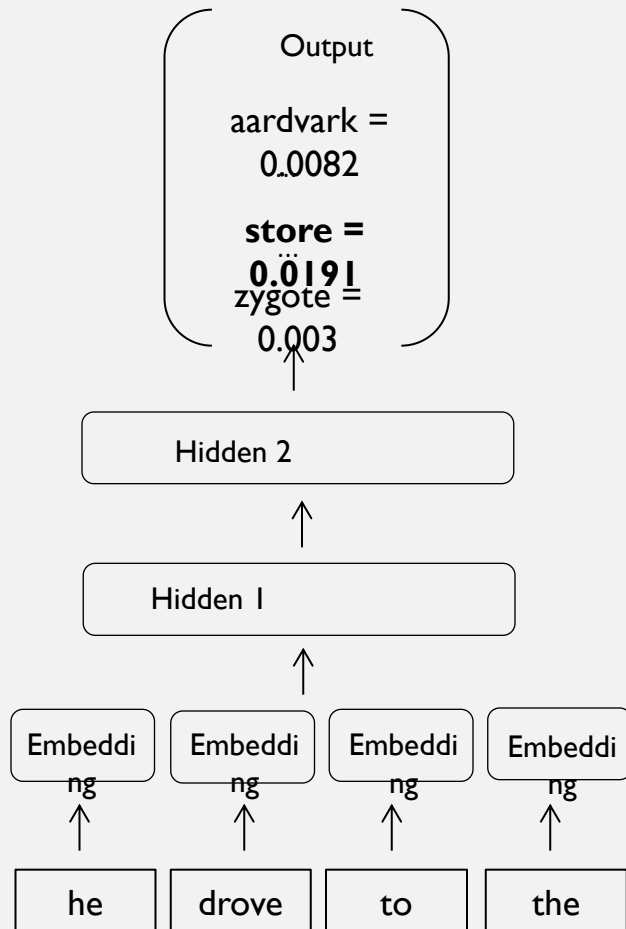 Output
aardvark =
0.0082
...
store =
0.0191
...
zygote =
0.003
Hidden 2
Hidden 1
Embeddi
ng
Embeddi
ng
Embeddi
ng
Embeddi
ng
he drove to the